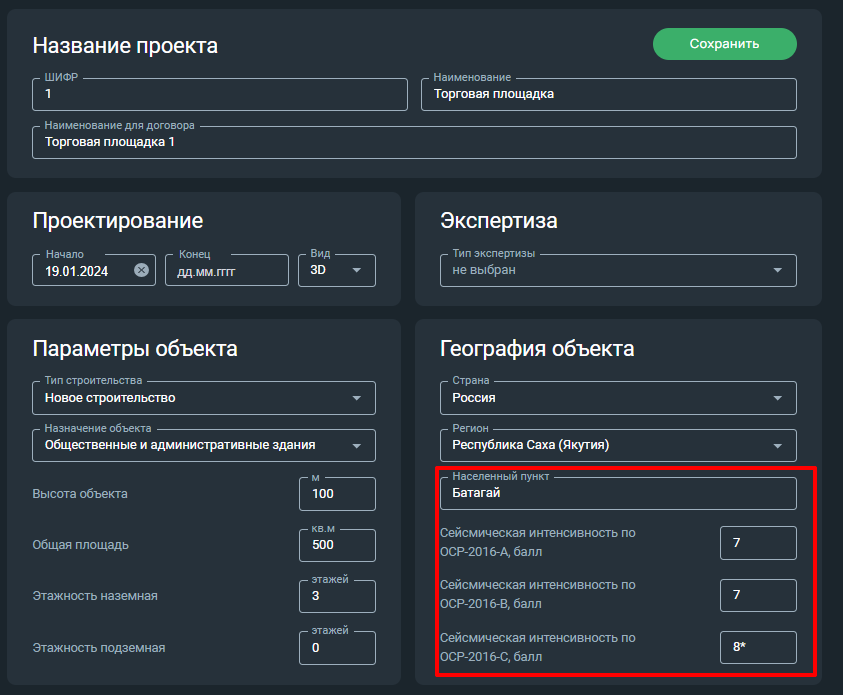 Название проекта
Сохранить
ШИФР
1
Наименование
Торговая площадка
Наименование для договора
Торговая площадка 1
Проектирование
Начало
19.01.2024
Конец
дд.мм.гггг
Вид
3D
Экспертиза
Тип экспертизы
не выбран
Параметры объекта
Тип строительства
Новое строительство
Назначение объекта
Общественные и административные здания
Высота объекта
м
100
Общая площадь
кв.м
500
Этажность наземная
этажей
3
Этажность подземная
этажей
0
География объекта
Страна
Россия
Регион
Республика Саха (Якутия)
Населенный пункт
Батагай
Сейсмическая интенсивность по
ОСР-2016-А, балл
7
Сейсмическая интенсивность по
ОСР-2016-В, балл
7
Сейсмическая интенсивность по
ОСР-2016-С, балл
8*